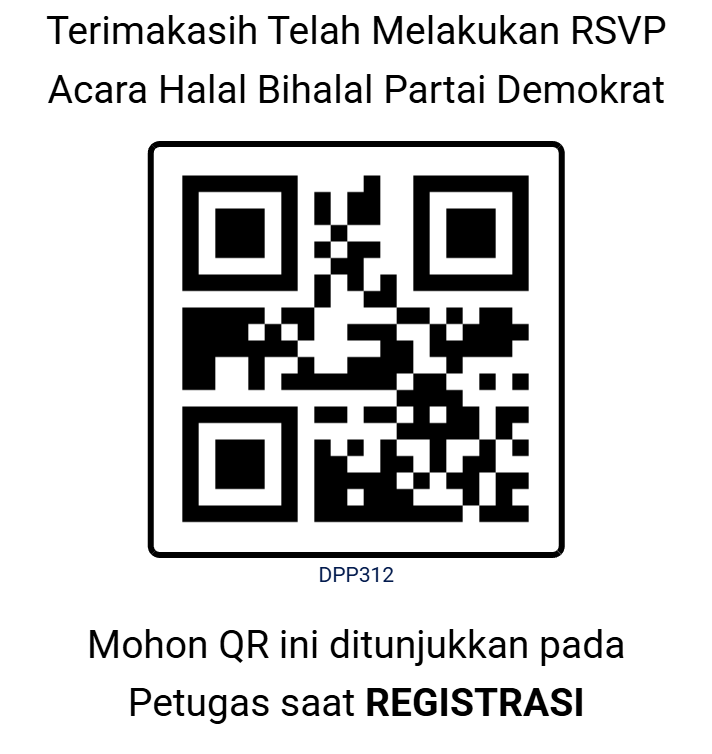 Terimakasih Telah Melakukan RSVP
Acara Halal Bihalal Partai Demokrat
DPP312
Mohon QR ini ditunjukkan pada
Petugas saat REGISTRASI